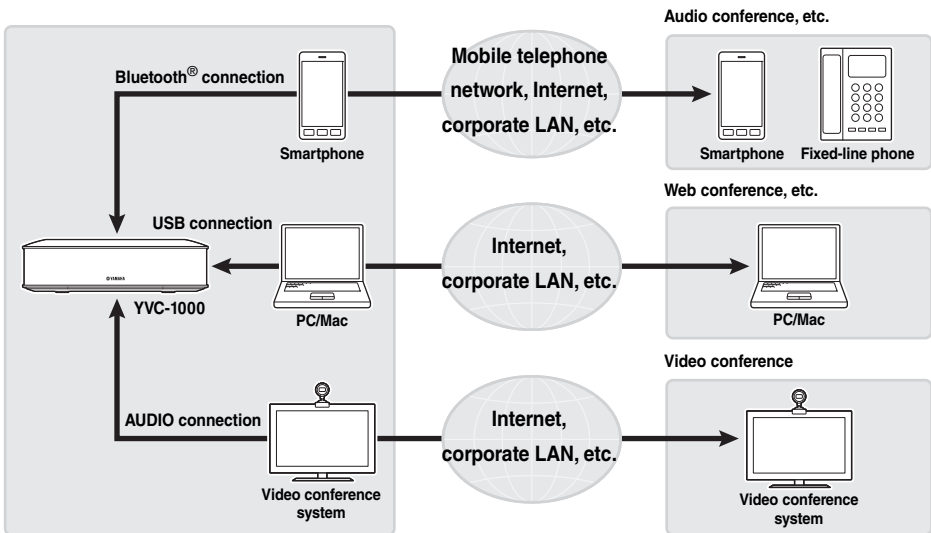 Audio conference, etc.
Bluetooth® connection
Mobile telephone
network, Internet,
corporate LAN, etc.
Smartphone
Smartphone
Fixed-line phone
Web conference, etc.
USB connection
Internet,
corporate LAN, etc.
YAMAHA
YVC-1000
PC/Mac
PC/Mac
Video conference
AUDIO connection
Internet,
corporate LAN, etc.
Video conference
system
Video conference
system